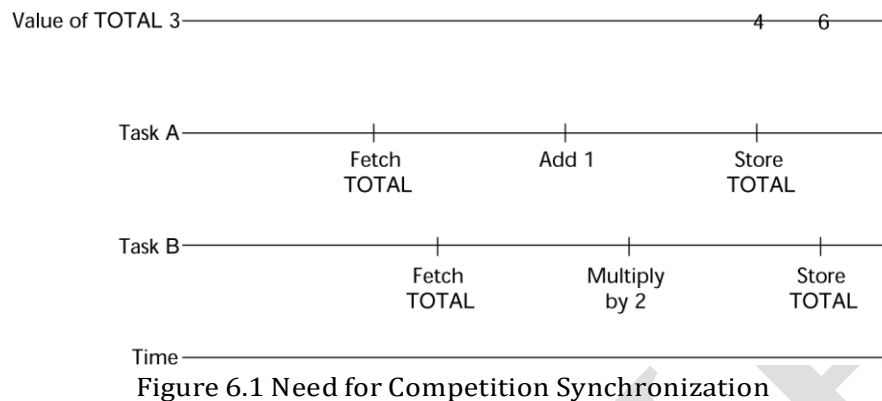 Value of TOTAL 3 4 6
Task A
Fetch Add 1 Store
TOTAL TOTAL
Task B
Fetch Multiply Store
TOTAL by 2 TOTAL
Time
Figure 6.1 Need for Competition Synchronization